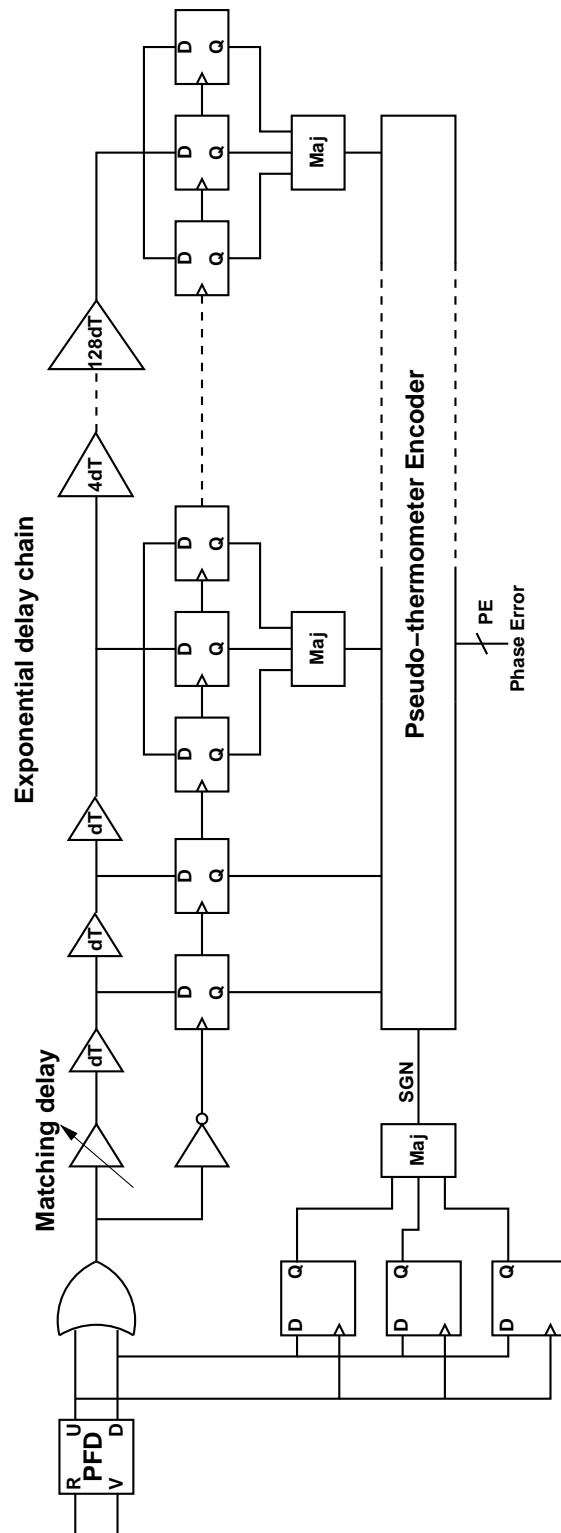 Exponential delay chain
Matching delay
dT
dT
dT
4dT
128dT
R
V
PFD
U
D
D
Q
D
Q
D
Q
D
Q
D
Q
D
Q
D
Q
D
Q
D
Q
D
Q
D
Q
Maj
Maj
Maj
SGN
Pseudo-thermometer Encoder
PE
Phase Error